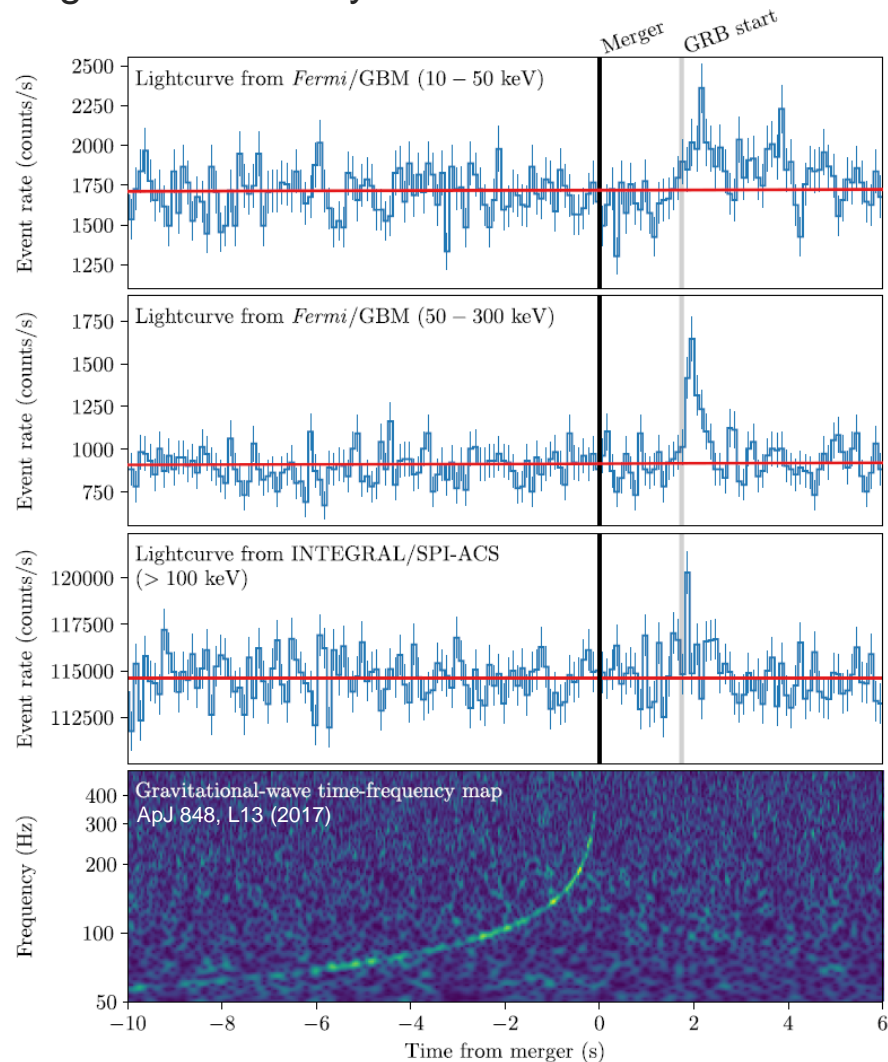 Merger
GRB start
Lightcurve from Fermi/GBM (10 − 50 keV)
Event rate (counts/s)
2550
2250
2000
1750
1500
1250
Lightcurve from Fermi/GBM (50 − 300 keV)
Event rate (counts/s)
1750
1500
1250
1000
750
Lightcurve from INTEGRAL/SPI-ACS
(> 100 keV)
Event rate (counts/s)
120000
117500
115000
112500
Gravitational-wave time-frequency map
ApJ 848, L13 (2017)
Frequency (Hz)
400
300
200
100
50
−10 −8 −6 −4 −2 0 2 4 6
Time from merger (s)